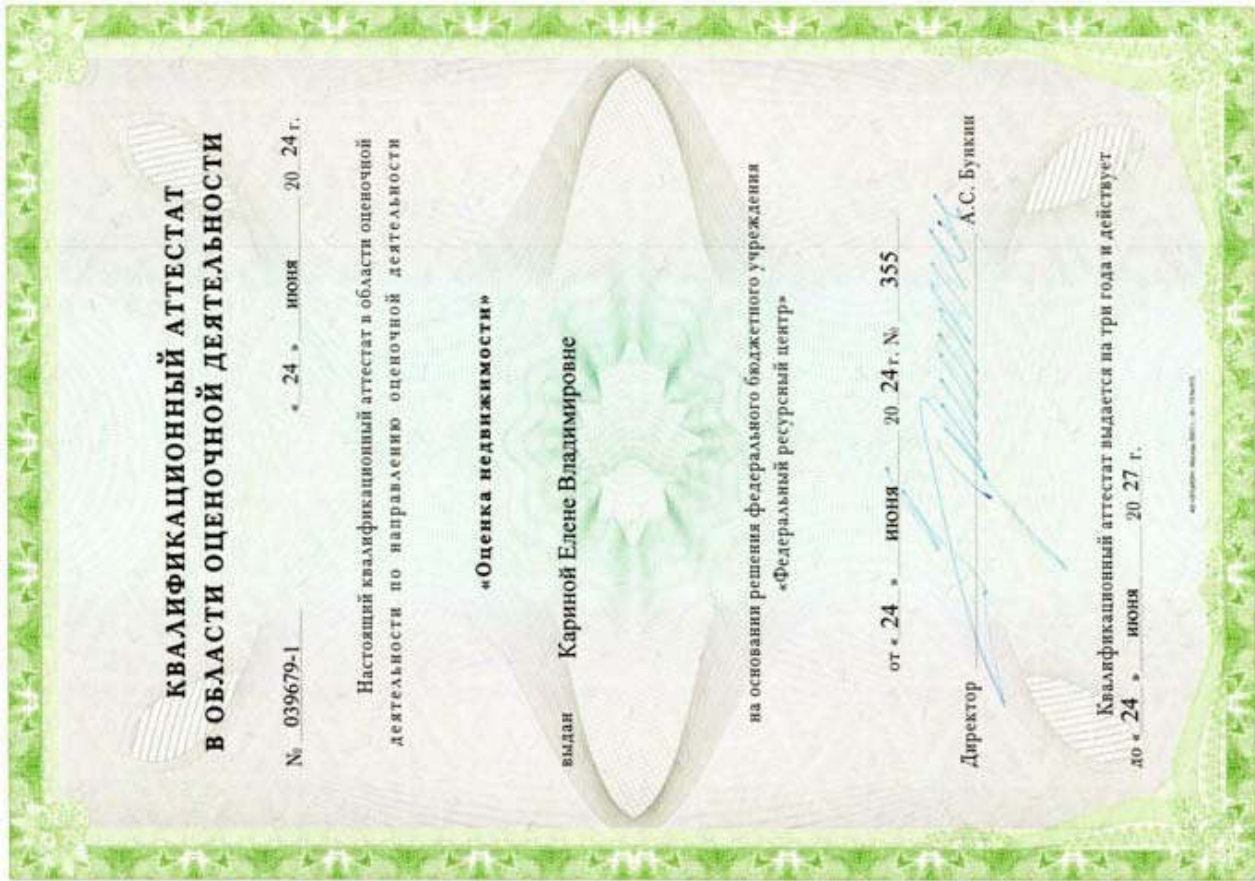 КВАЛИФИКАЦИОННЫЙ АТТЕСТАТ
В ОБЛАСТИ ОЦЕНОЧНОЙ ДЕЯТЕЛЬНОСТИ
№ 039679-1 « 24 » июня 20 24 г.
Настоящий квалификационный аттестат в области оценочной
деятельности по направлению оценочной деятельности
«Оценка недвижимости»
выдан Кариной Елене Владимировне
на основании решения федерального бюджетного учреждения
«Федеральный ресурсный центр»
от « 24 » июня 20 24 г. № 355
Директор А.С. Бункин
Квалификационный аттестат выдается на три года и действует
до « 24 » июня 20 27 г.